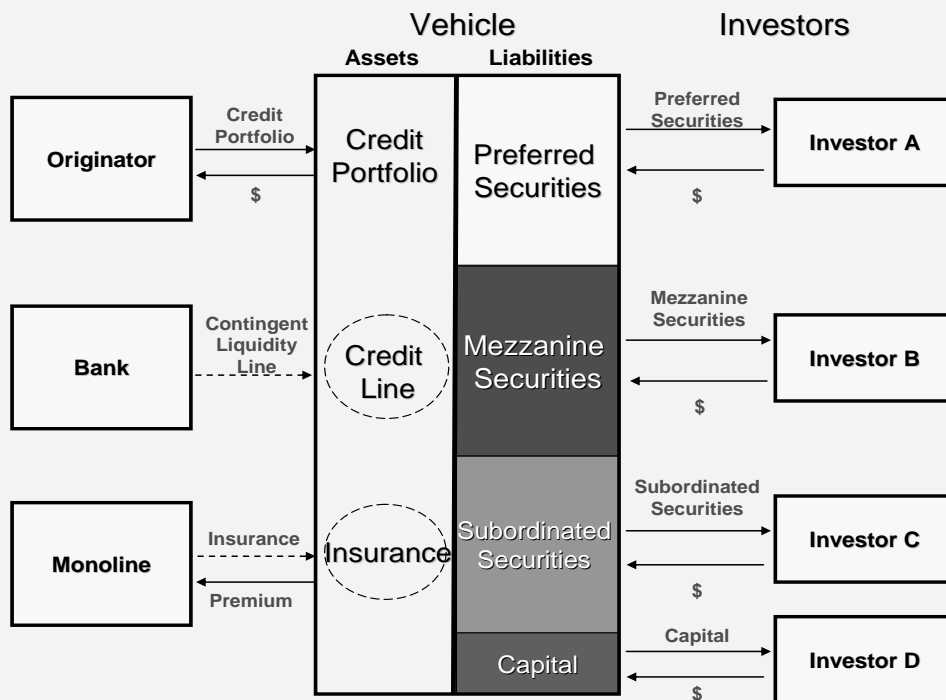 Vehicle
Investors
Assets
Liabilities
Originator
Credit
Portfolio
$
Credit
Portfolio
Preferred
Securities
Preferred
Securities
$
Investor A
Bank
Contingent
Liquidity
Line
Credit
Line
Mezzanine
Securities
Mezzanine
Securities
$
Investor B
Monoline
Insurance
Premium
Insurance
Subordinated
Securities
Subordinated
Securities
$
Investor C
Capital
Capital
$
Investor D